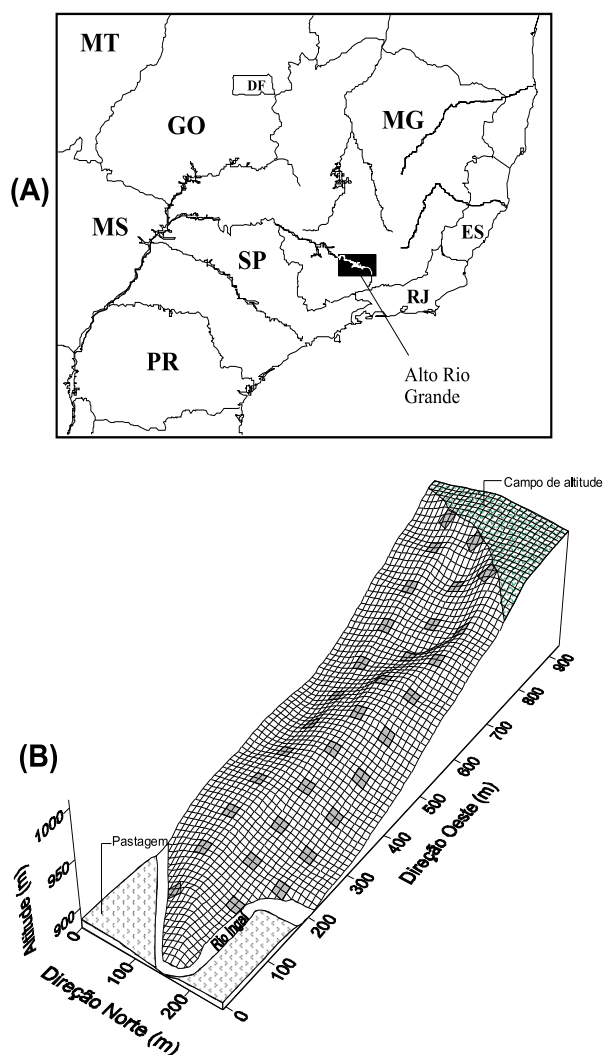 MT
DF
GO
MG
(A)
MS
ES
SP
RJ
PR
Alto Rio
Grande
Campo de altitude
(B)
Pastagem
Rio Ingaí
1000
950
900
Altitude (m)
0
100
200
Direção Norte (m)
0
100
200
300
400
500
600
700
800
900
Direção Oeste (m)